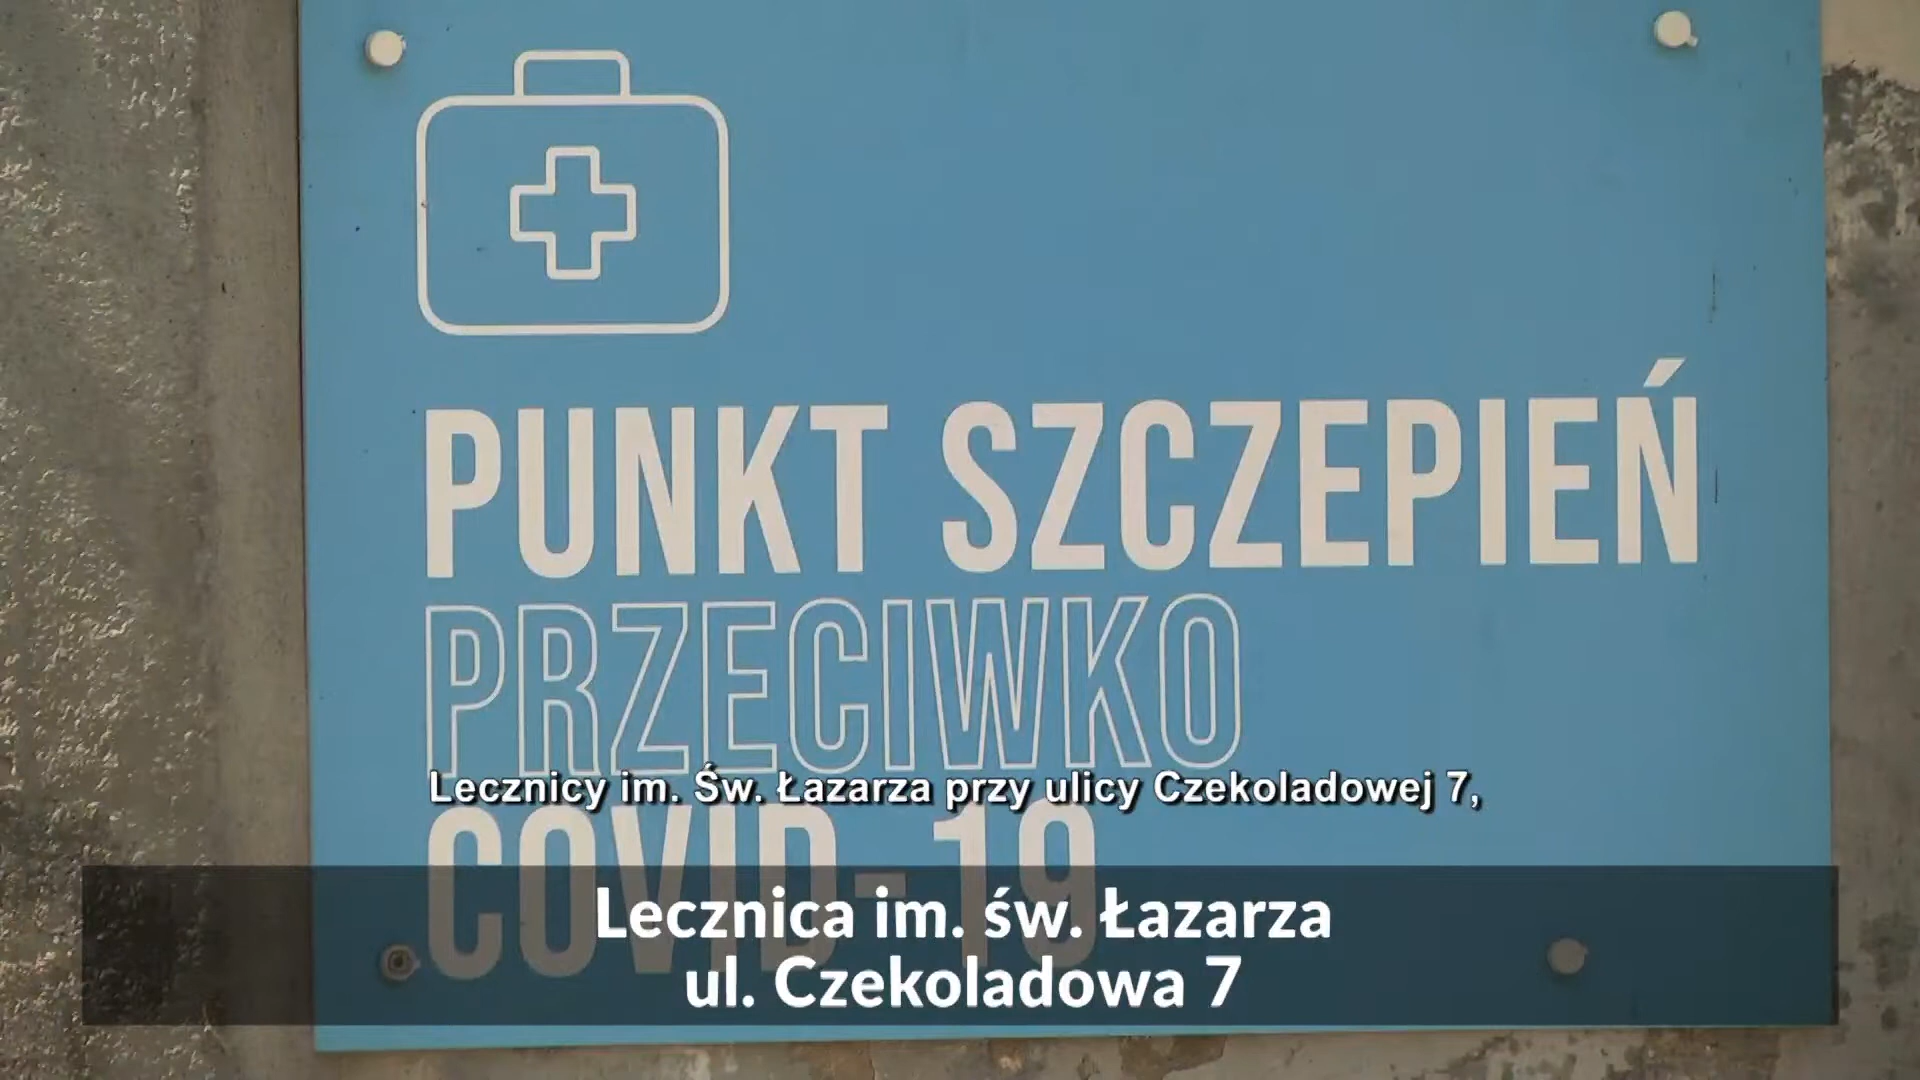 PUNKT SZCZEPIEŃ
PRZECIWKO
Lecznicy im. Św. Łazarza przy ulicy Czekoladowej 7,
COVID-19
Lecznica im. św. Łazarza
ul. Czekoladowa 7